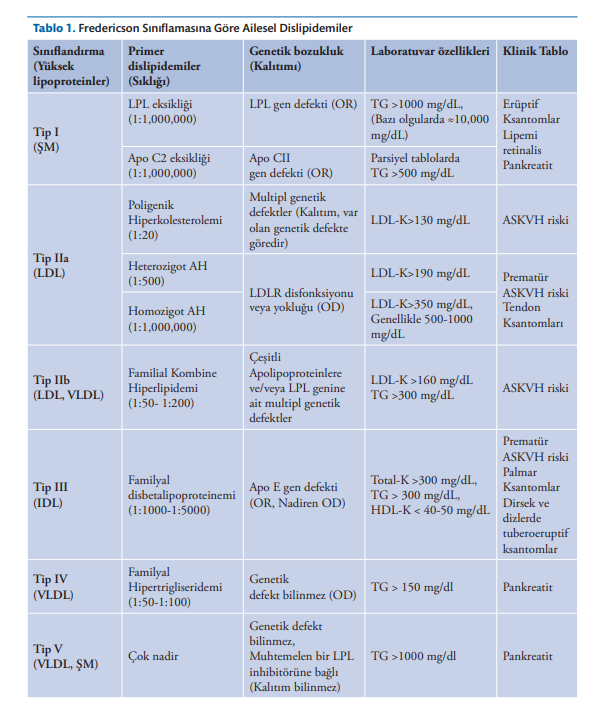 Tablo 1. Fredericson Sınıflamasına Göre Ailesel Dislipidemiler
Sınıflandırma
(Yüksek
lipoproteinler)
Primer
dislipidemiler
(Sıklığı)
Genetik bozukluk
(Kalıtımı)
Laboratuvar özellikleri
Klinik Tablo
Tip I
(ŞM)
LPL eksikliği
(1:1,000,000)
LPL gen defekti (OR)
TG >1000 mg/dL,
(Bazı olgularda ≈10,000
mg/dL)
Erüptif
Ksantomlar
Lipemi
retinalis
Pankreatit
Apo C2 eksikliği
(1:1,000,000)
Apo CII
gen defekti (OR)
Parsiyel tablolarda
TG >500 mg/dL
Tip IIa
(LDL)
Poligenik
Hiperkolesterolemi
(1:20)
Multipl genetik
defektler (Kalıtım, var
olan genetik defekte
göredir)
LDL-K>130 mg/dL
ASKVH riski
Heterozigot AH
(1:500)
LDLR disfonksiyonu
veya yokluğu (OD)
LDL-K>190 mg/dL
Prematür
ASKVH riski
Tendon
Ksantomları
Homozigot AH
(1:1,000,000)
LDL-K>350 mg/dL,
Genellikle 500-1000
mg/dL
Tip IIb
(LDL, VLDL)
Familial Kombine
Hiperlipidemi
(1:50- 1:200)
Çeşitli
Apolipoproteinlere
ve/veya LPL genine
ait multipl genetik
defektler
LDL-K >160 mg/dL
TG >300 mg/dL
ASKVH riski
Tip III
(IDL)
Familyal
disbetalipoproteinemi
(1:1000-1:5000)
Apo E gen defekti
(OR, Nadiren OD)
Total-K >300 mg/dL,
TG > 300 mg/dL,
HDL-K < 40-50 mg/dL
Prematür
ASKVH riski
Palmar
Ksantomlar
Dirsek ve
dizlerde
tuberoeruptif
ksantomlar
Tip IV
(VLDL)
Familyal
Hipertrigliseridemi
(1:50-1:100)
Genetik
defekt bilinmez (OD)
TG > 150 mg/dl
Pankreatit
Tip V
(VLDL, ŞM)
Çok nadir
Genetik defekt
bilinmez,
Muhtemelen bir LPL
inhibitörüne bağlı
(Kalıtım bilinmez)
TG >1000 mg/dl
Pankreatit